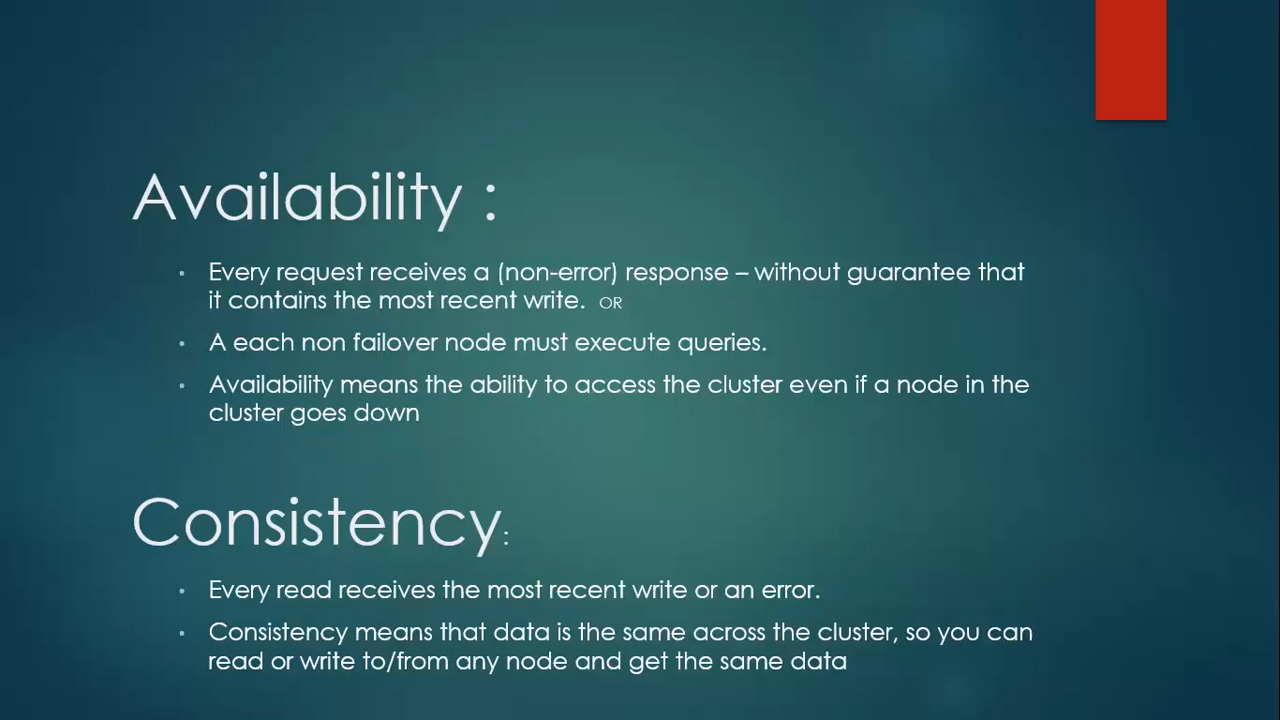 Availability :
• Every request receives a (non-error) response – without guarantee that
it contains the most recent write. OR
• A each non failover node must execute queries.
• Availability means the ability to access the cluster even if a node in the
cluster goes down
Consistency:
• Every read receives the most recent write or an error.
• Consistency means that data is the same across the cluster, so you can
read or write to/from any node and get the same data